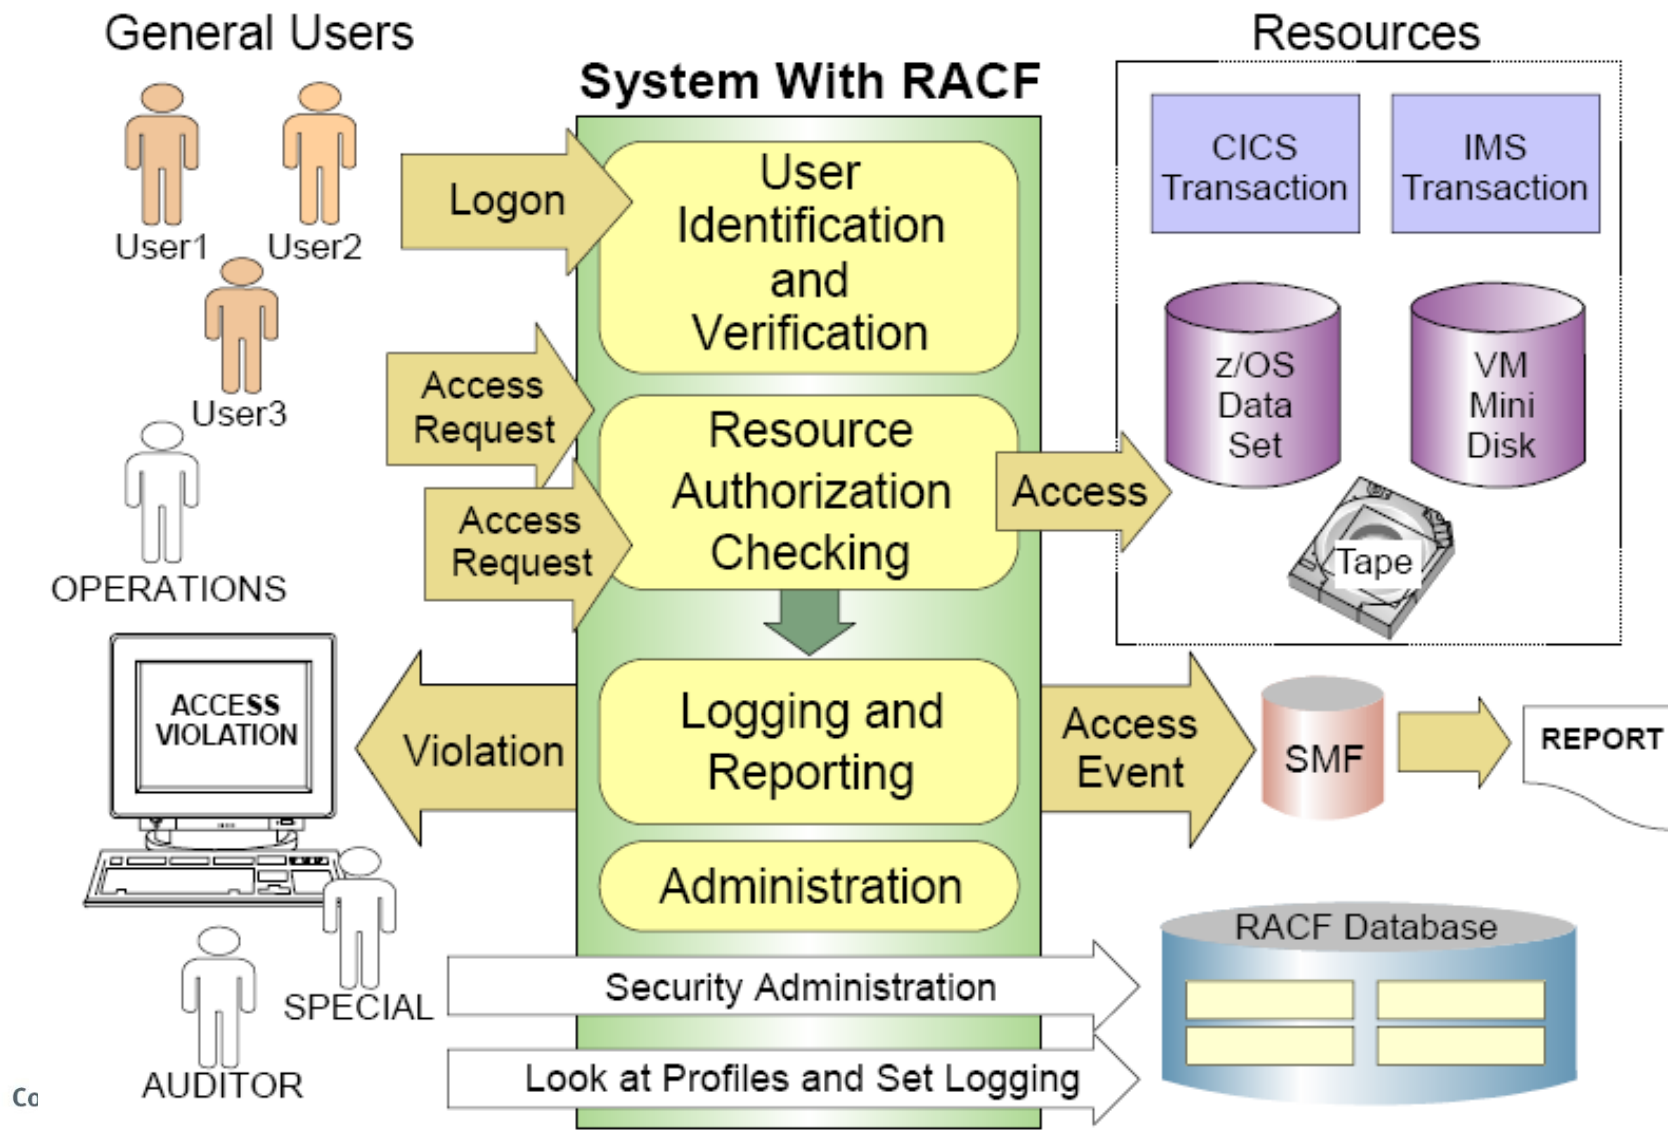 General Users
Resources
System With RACF
User1
User2
User3
OPERATIONS
Logon
User
Identification
and
Verification
Access
Request
Access
Request
Resource
Authorization
Checking
Access
CICS
Transaction
IMS
Transaction
z/OS
Data
Set
VM
Mini
Disk
Tape
ACCESS
VIOLATION
Violation
Logging and
Reporting
Access
Event
SMF
REPORT
Administration
SPECIAL
AUDITOR
Security Administration
Look at Profiles and Set Logging
RACF Database
Co